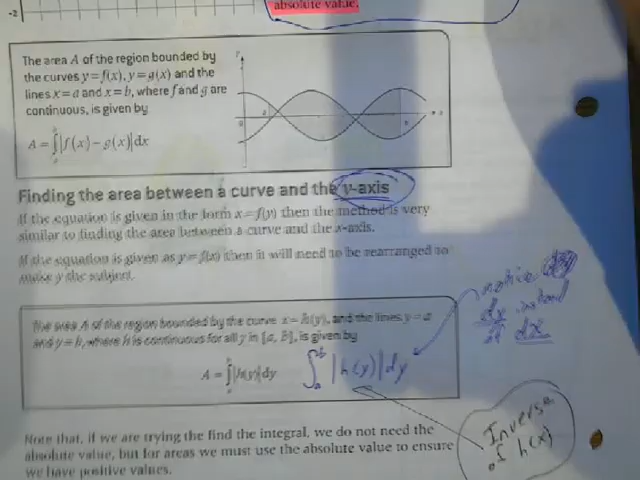 -2
absolute value.
The area A of the region bounded by
the curves y=f(x), y=g(x) and the
lines x=a and x=b, where f and g are
continuous, is given by
A = ∫|f(x) − g(x)|dx
Finding the area between a curve and the y-axis
If the equation is given in the form x=f(y) then the method is very
similar to finding the area between a curve and the x-axis.
If the equation is given as y=f(x) then it will need to be rearranged to
make y the subject.
notice
dy instead
dx
The area A of the region bounded by the curve x=h(y), and the lines y=a
and y=b, where h is continuous for all y in [a, b], is given by
A = ∫|h(y)|dy
∫ₐᵇ |h(y)|dy
Inverse
of h(x)
Note that, if we are trying the find the integral, we do not need the
absolute value, but for areas we must use the absolute value to ensure
we have positive values.